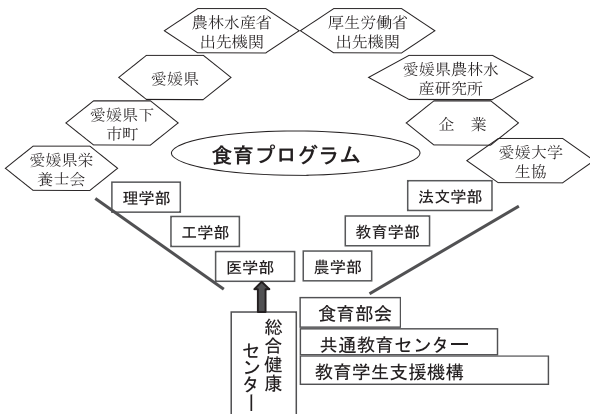 農林水産省
出先機関
厚生労働省
出先機関
愛媛県
愛媛県農林水
産研究所
愛媛県下
市町
企　業
愛媛県栄
養士会
愛媛大学
生協
食育プログラム
理学部
法文学部
工学部
教育学部
医学部
農学部
総合健康
センター
食育部会
共通教育センター
教育学生支援機構